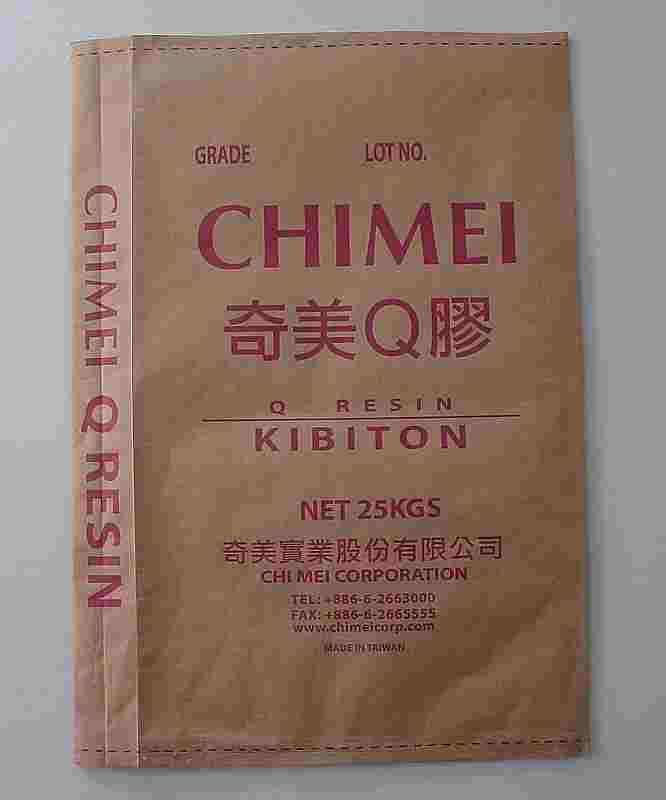 GRADE LOT NO.
CHIMEI
奇美Q膠
Q RESIN
KIBITON
NET 25KGS
奇美實業股份有限公司
CHI MEI CORPORATION
TEL: +886-6-2663000
FAX: +886-6-2665555
www.chimeicorp.com
MADE IN TAIWAN
CHIMEI Q RESIN